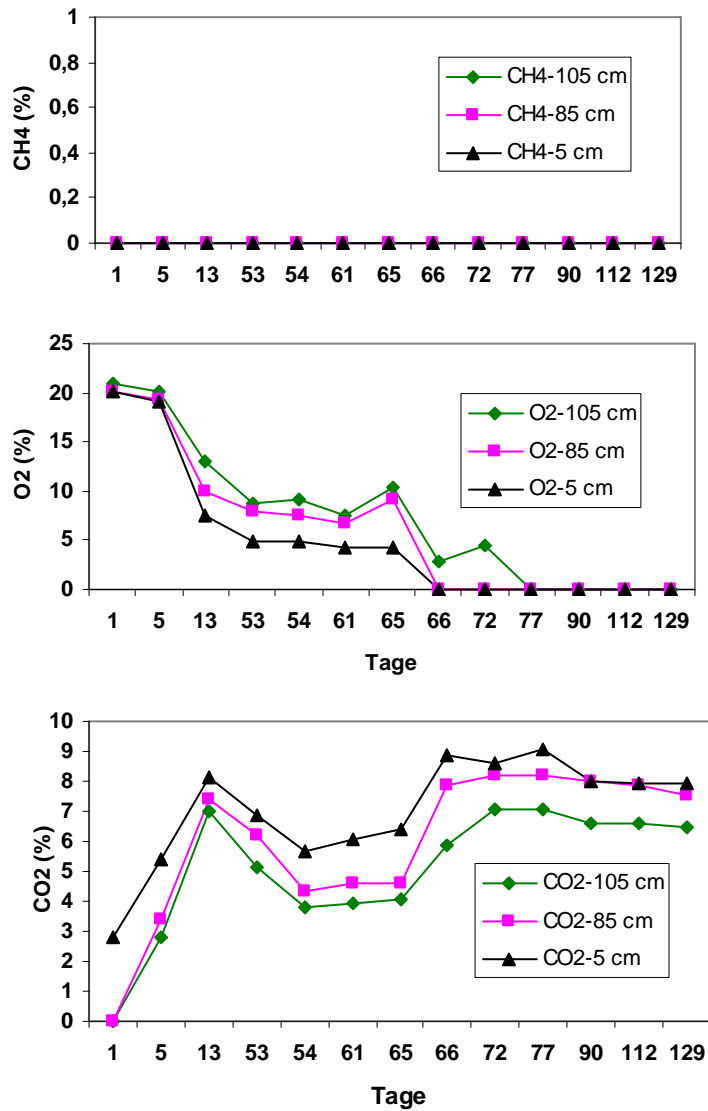 CH4 (%)
1
0,8
0,6
0,4
0,2
0
CH4-105 cm
CH4-85 cm
CH4-5 cm
1 5 13 53 54 61 65 66 72 77 90 112 129
O2 (%)
25
20
15
10
5
0
O2-105 cm
O2-85 cm
O2-5 cm
1 5 13 53 54 61 65 66 72 77 90 112 129
Tage
CO2 (%)
10
9
8
7
6
5
4
3
2
1
0
CO2-105 cm
CO2-85 cm
CO2-5 cm
1 5 13 53 54 61 65 66 72 77 90 112 129
Tage